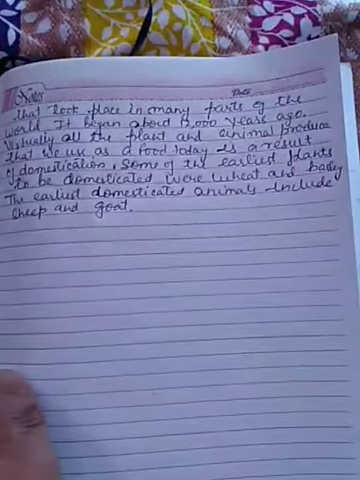 Notes Date
that took place in many parts of the
world It began about 12,000 years ago.
Virtually all the plant and animal produce
that we use as a food today is a result
of domestication. Some of the earliest plants
to be domesticated were wheat and barley
The earliest domesticated animals include
sheep and goat.